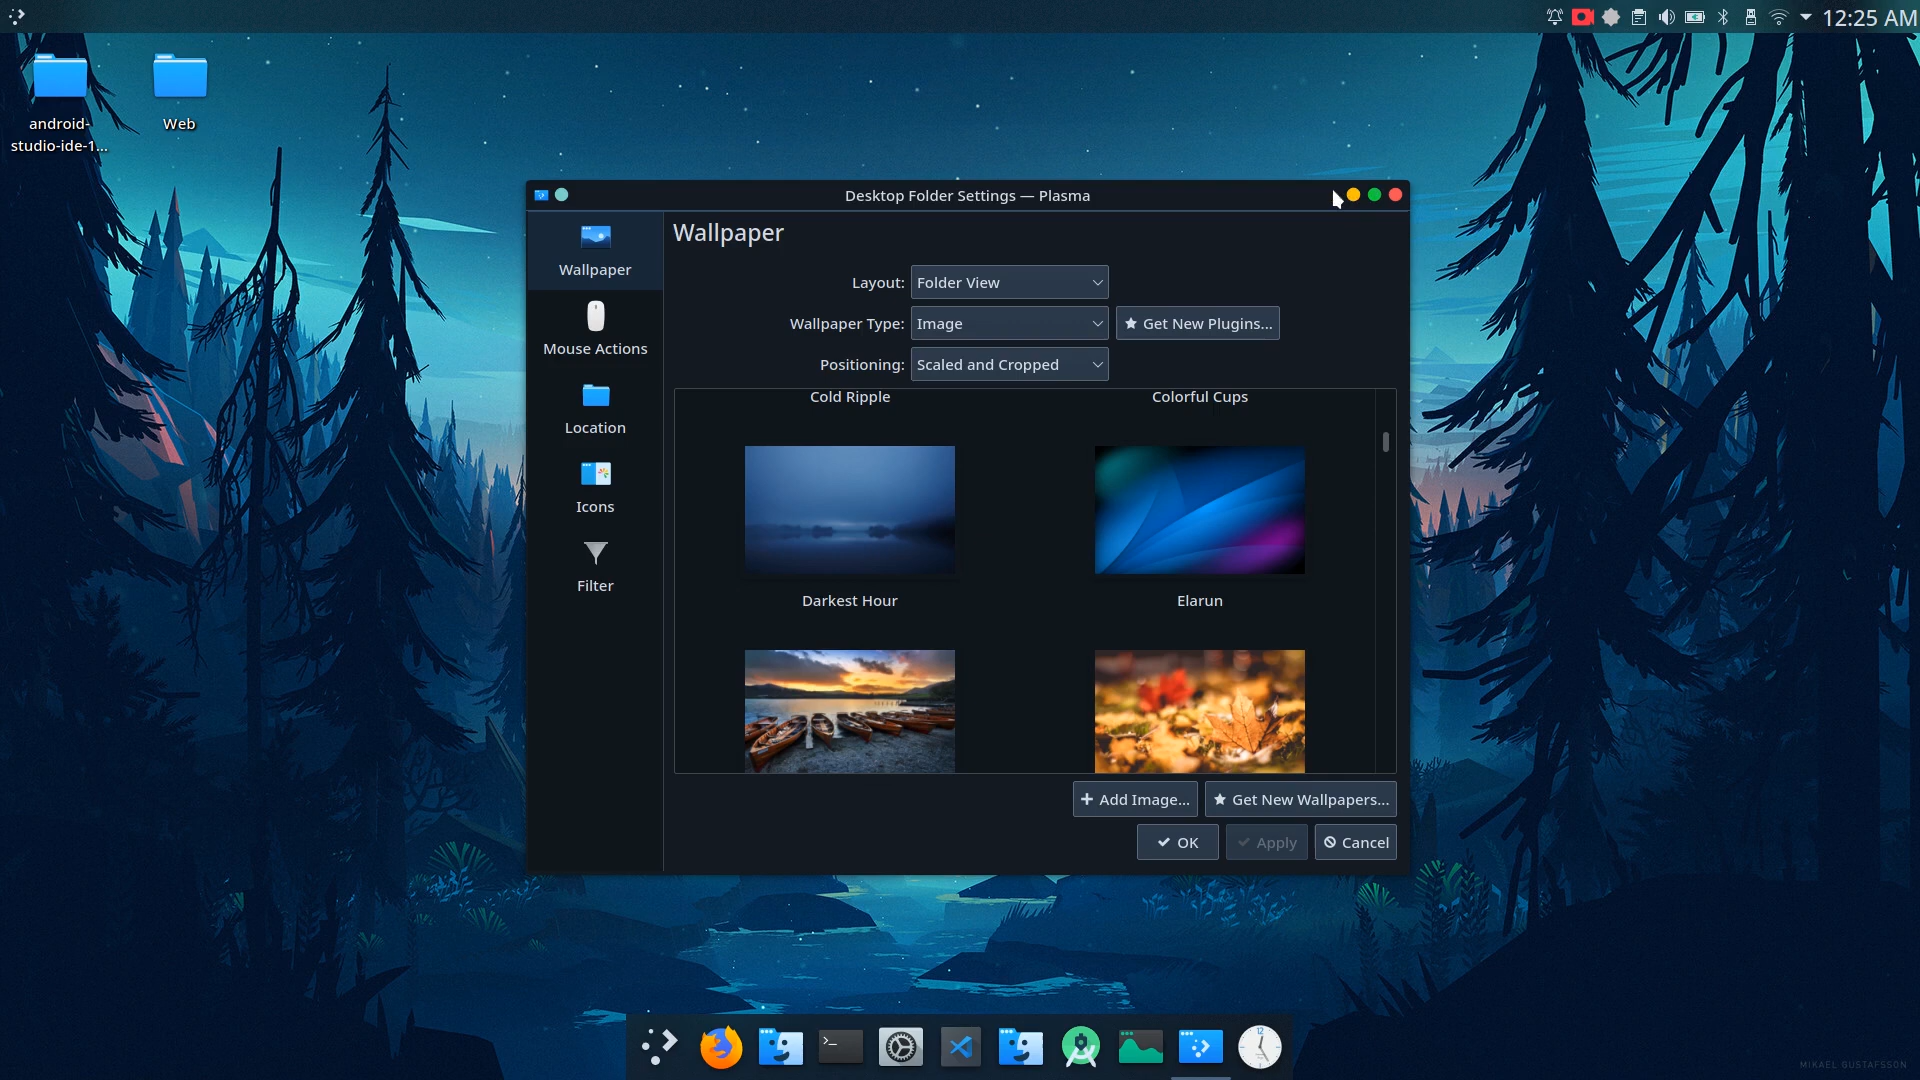 12:25 AM
android-
studio-ide-1...
Web
Desktop Folder Settings — Plasma
Wallpaper
Mouse Actions
Location
Icons
Filter
Wallpaper
Layout: Folder View
Wallpaper Type: Image Get New Plugins...
Positioning: Scaled and Cropped
Cold Ripple Colorful Cups
Darkest Hour Elarun
Add Image... Get New Wallpapers...
OK Apply Cancel
>_
12
MIKAEL GUSTAFSSON